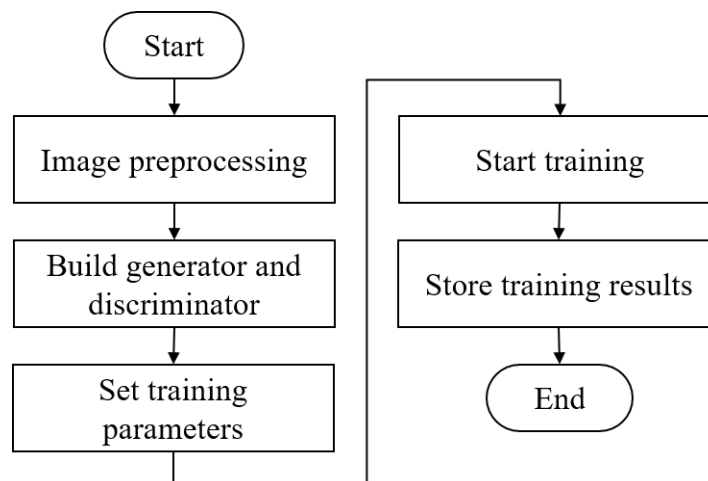 Start
Image preprocessing
Build generator and
discriminator
Set training
parameters
Start training
Store training results
End